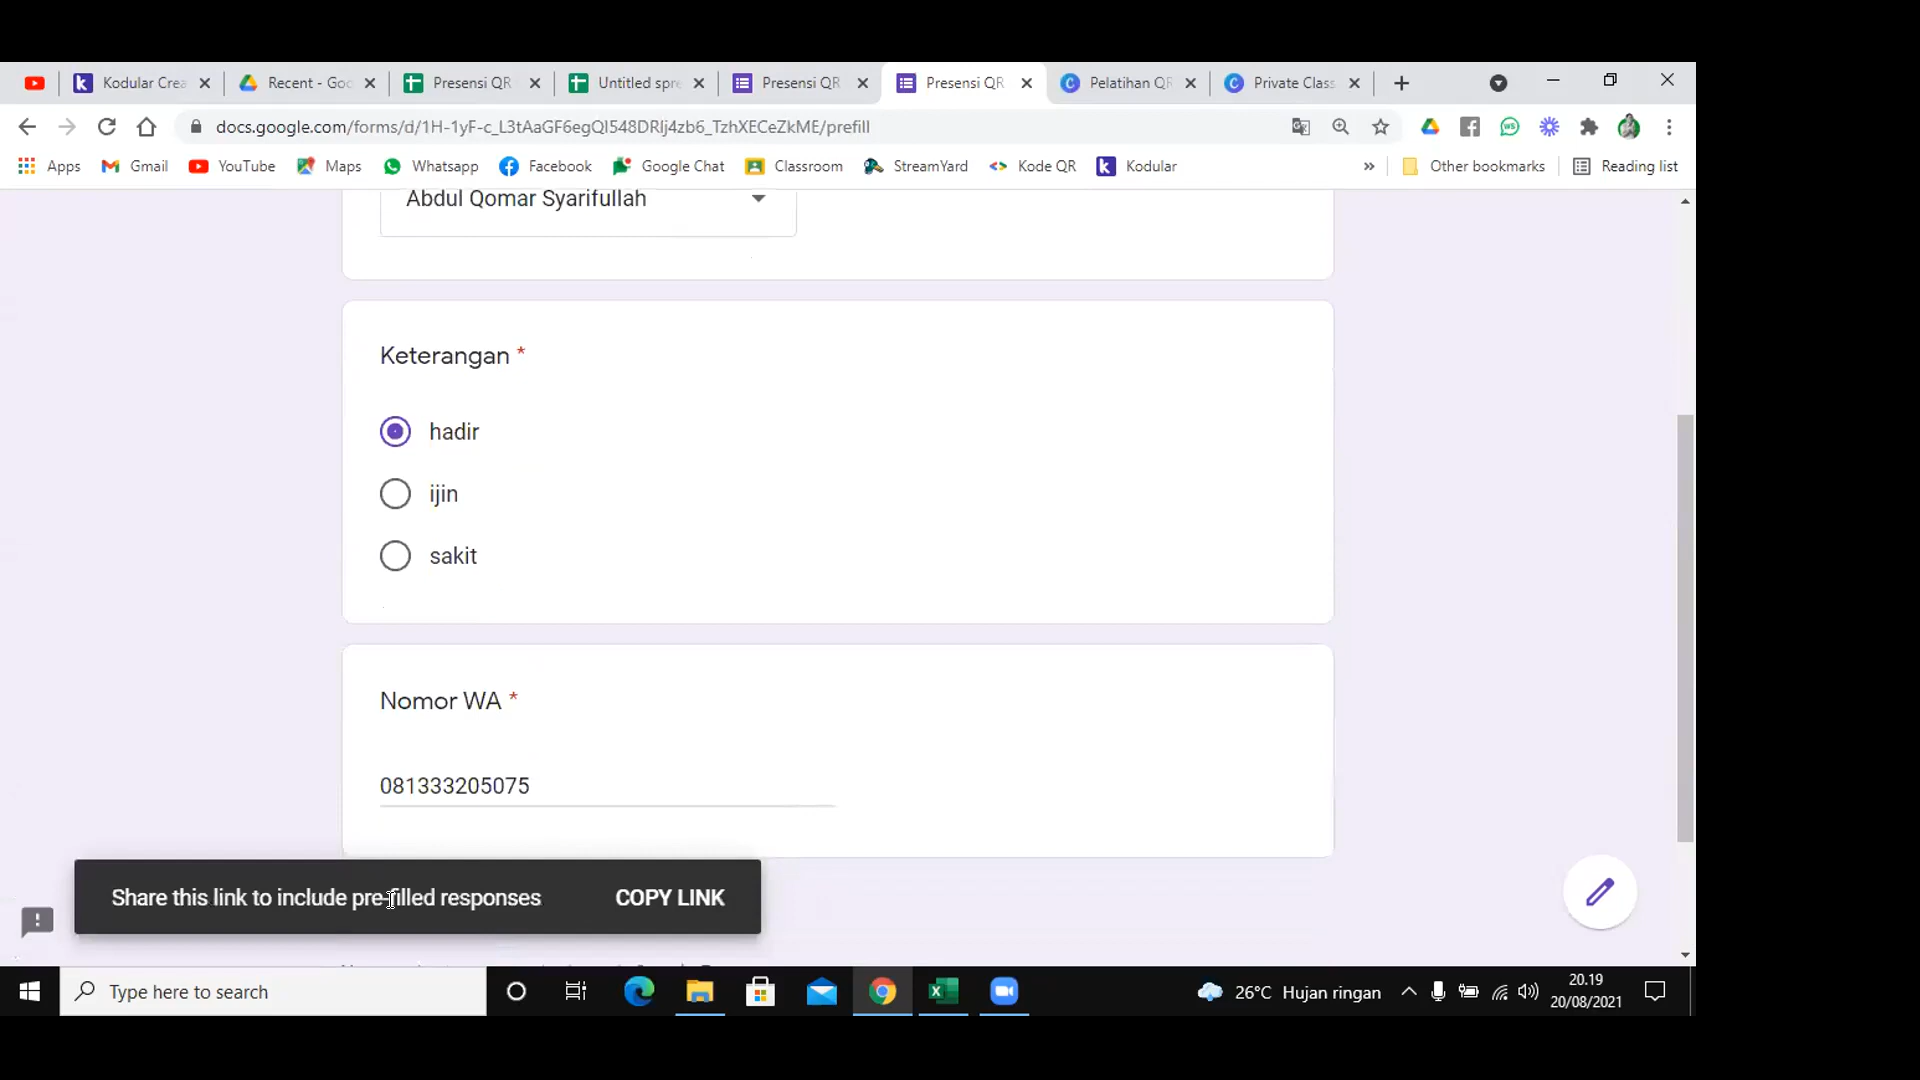 Kodular Crea
Recent - Goo
Presensi QR
Untitled spre
Presensi QR
Presensi QR
Pelatihan QR
Private Class
docs.google.com/forms/d/1H-1yF-c_L3tAaGF6egQI548DRIj4zb6_TzhXECeZkME/prefill
Apps
Gmail
YouTube
Maps
Whatsapp
Facebook
Google Chat
Classroom
StreamYard
Kode QR
Kodular
»
Other bookmarks
Reading list
Abdul Qomar Syarifullah
Keterangan *
hadir
ijin
sakit
Nomor WA *
081333205075
Share this link to include pre-filled responses
COPY LINK
Type here to search
26°C Hujan ringan
20.19
20/08/2021